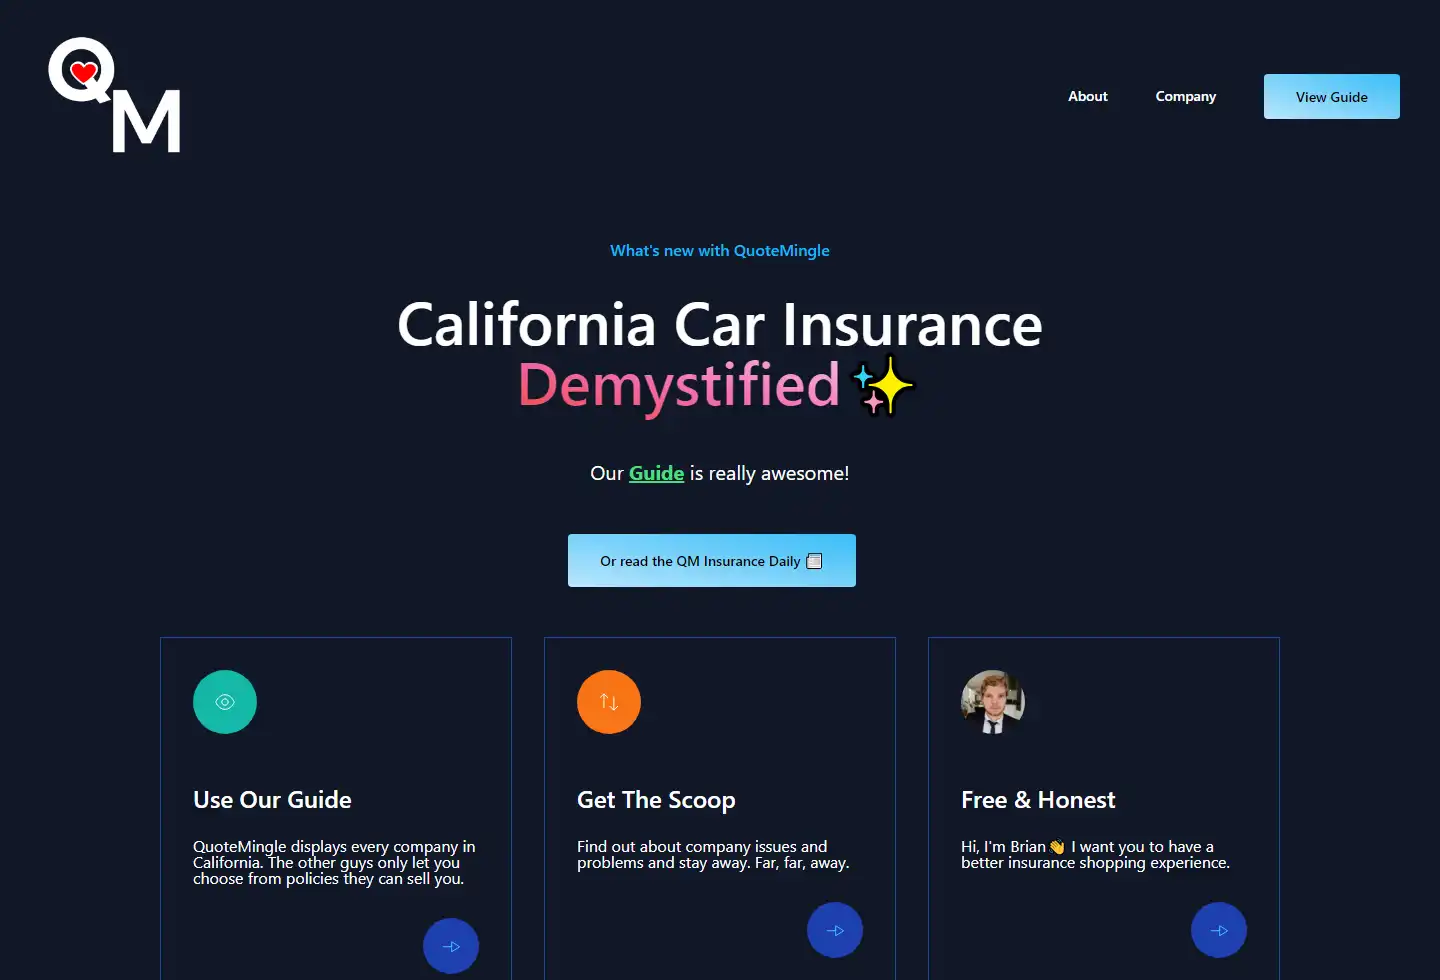 Q
M
About
Company
View Guide
What's new with QuoteMingle
California Car Insurance
Demystified ✨
Our Guide is really awesome!
Or read the QM Insurance Daily 📰
Use Our Guide
QuoteMingle displays every company in
California. The other guys only let you
choose from policies they can sell you.
Get The Scoop
Find out about company issues and
problems and stay away. Far, far, away.
Free & Honest
Hi, I'm Brian👋 I want you to have a
better insurance shopping experience.